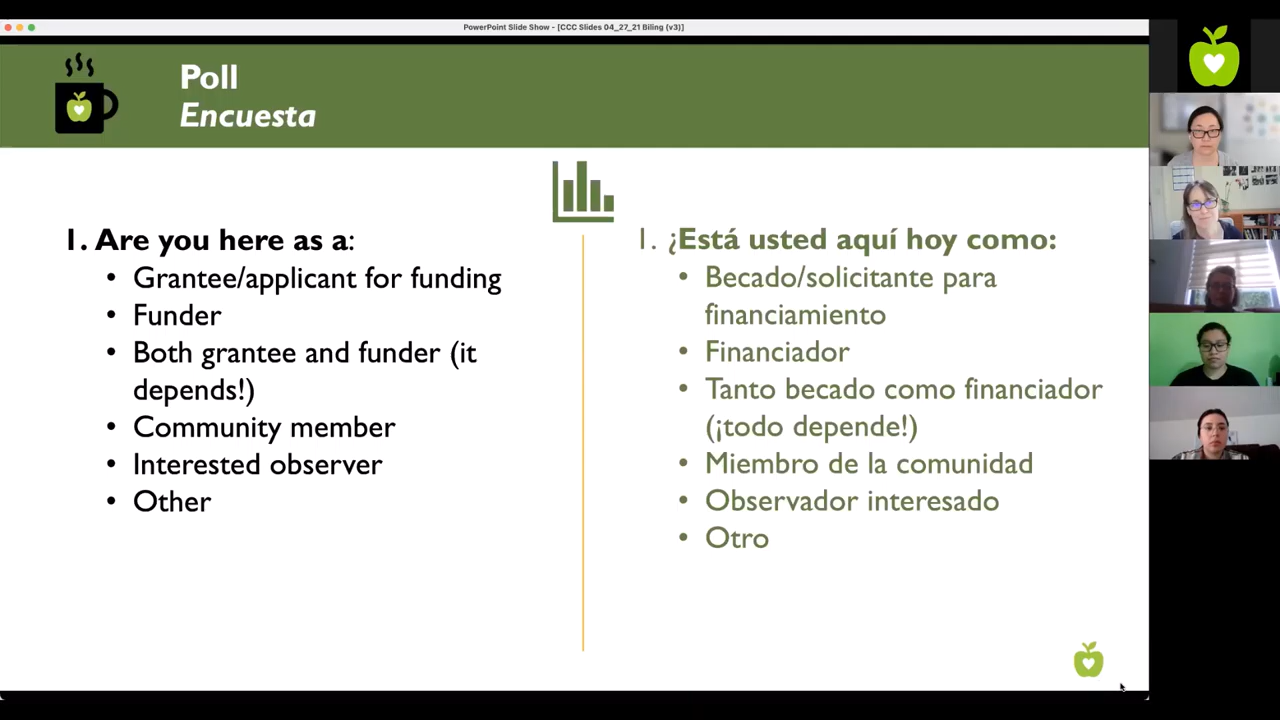 PowerPoint Slide Show - [CCC Slides 04_27_21 Biling (v3)]
Poll
Encuesta
1. Are you here as a:
• Grantee/applicant for funding
• Funder
• Both grantee and funder (it
depends!)
• Community member
• Interested observer
• Other
1. ¿Está usted aquí hoy como:
• Becado/solicitante para
financiamiento
• Financiador
• Tanto becado como financiador
(¡todo depende!)
• Miembro de la comunidad
• Observador interesado
• Otro